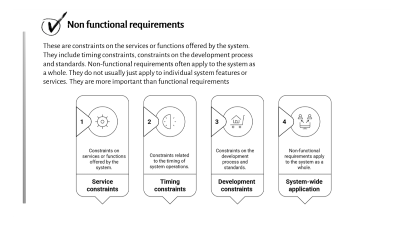 Non functional requirements
These are constraints on the services or functions offered by the system.
They include timing constraints, constraints on the development process
and standards. Non-functional requirements often apply to the system as
a whole. They do not usually just apply to individual system features or
services. They are more important than functional requirements
1
Constraints on
services or functions
offered by the
system.
Service
constraints
2
Constraints related
to the timing of
system operations.
Timing
constraints
3
Constraints on the
development
process and
standards.
Development
constraints
4
Non-functional
requirements apply
to the system as a
whole.
System-wide
application